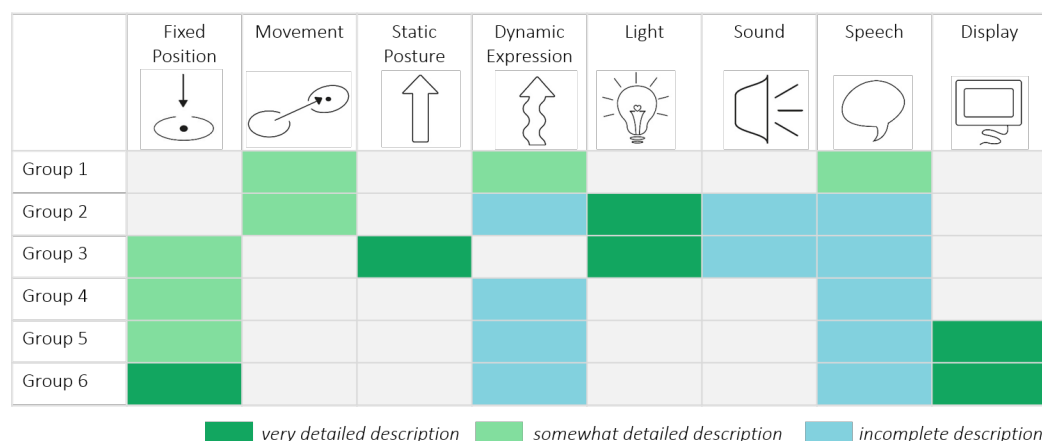 Fixed Position
Movement
Static Posture
Dynamic Expression
Light
Sound
Speech
Display
Group 1
Group 2
Group 3
Group 4
Group 5
Group 6
very detailed description
somewhat detailed description
incomplete description